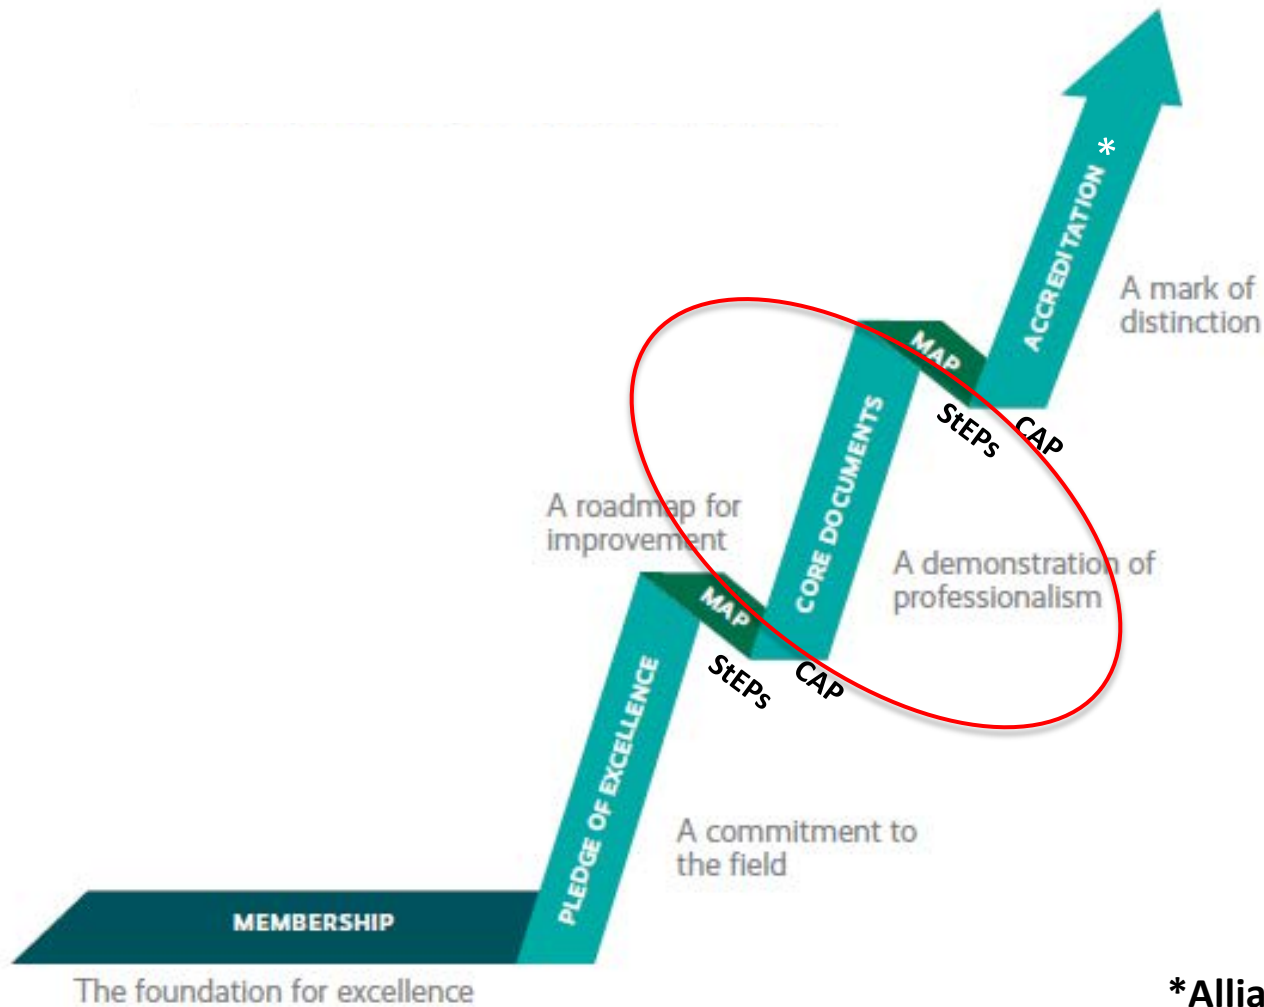 ACCREDITATION *
A mark of
distinction
MAP
StEPs
CAP
CORE DOCUMENTS
A roadmap for
improvement
A demonstration of
professionalism
MAP
StEPs
CAP
PLEDGE OF EXCELLENCE
A commitment to
the field
MEMBERSHIP
The foundation for excellence
*Allia